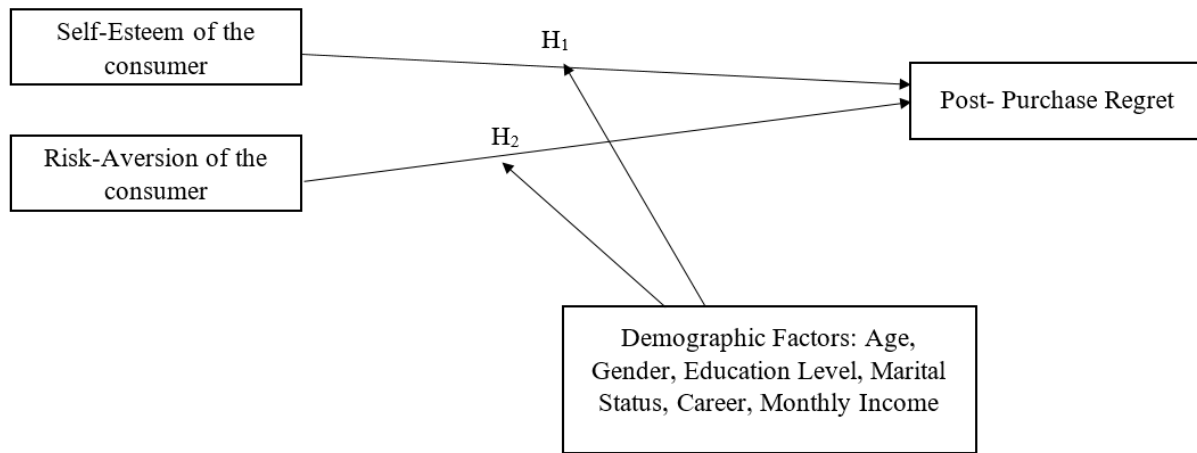 Self-Esteem of the
consumer
H₁
Post- Purchase Regret
Risk-Aversion of the
consumer
H₂
Demographic Factors: Age,
Gender, Education Level, Marital
Status, Career, Monthly Income